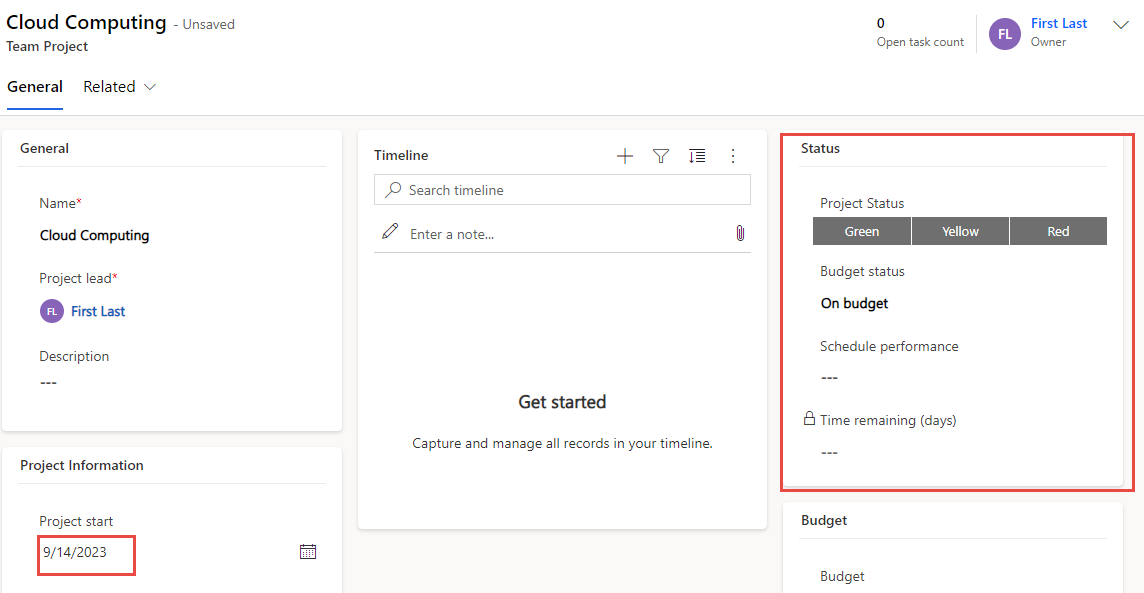 Cloud Computing - Unsaved
Team Project
0
Open task count
FL
First Last
Owner
General
Related
General
Name*
Cloud Computing
Project lead*
FL
First Last
Description
---
Project Information
Project start
9/14/2023
Timeline
Search timeline
Enter a note...
Get started
Capture and manage all records in your timeline.
Status
Project Status
Green Yellow Red
Budget status
On budget
Schedule performance
---
Time remaining (days)
---
Budget
Budget